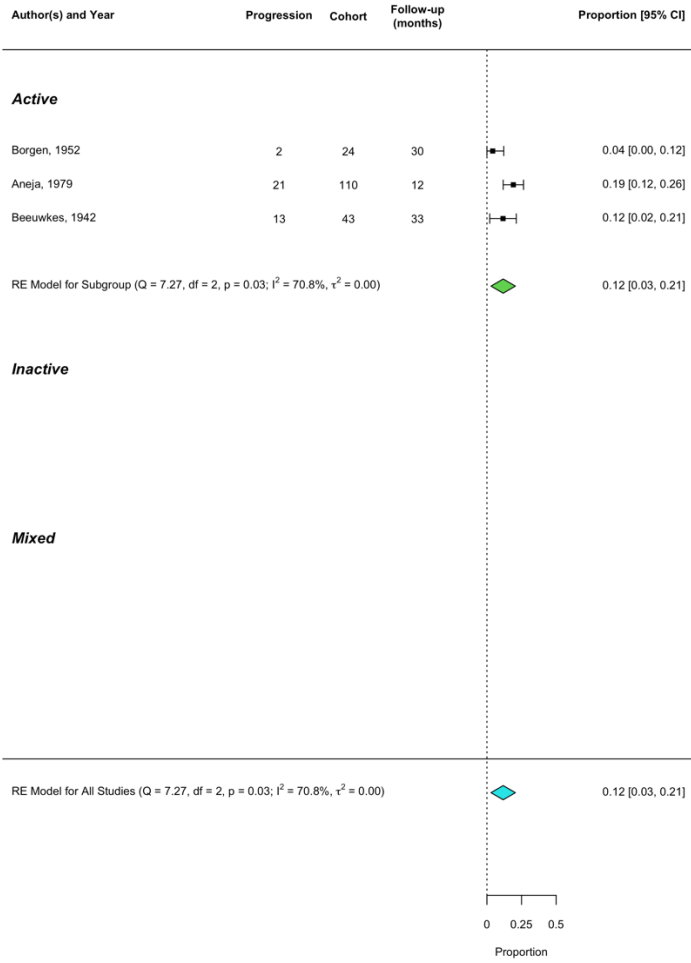 Author(s) and Year Progression Cohort Follow-up (months) Proportion [95% CI]
Active
Borgen, 1952 2 24 30 0.04 [0.00, 0.12]
Aneja, 1979 21 110 12 0.19 [0.12, 0.26]
Beeuwkes, 1942 13 43 33 0.12 [0.02, 0.21]
RE Model for Subgroup (Q = 7.27, df = 2, p = 0.03; I² = 70.8%, τ² = 0.00) 0.12 [0.03, 0.21]
Inactive
Mixed
RE Model for All Studies (Q = 7.27, df = 2, p = 0.03; I² = 70.8%, τ² = 0.00) 0.12 [0.03, 0.21]
0 0.25 0.5
Proportion